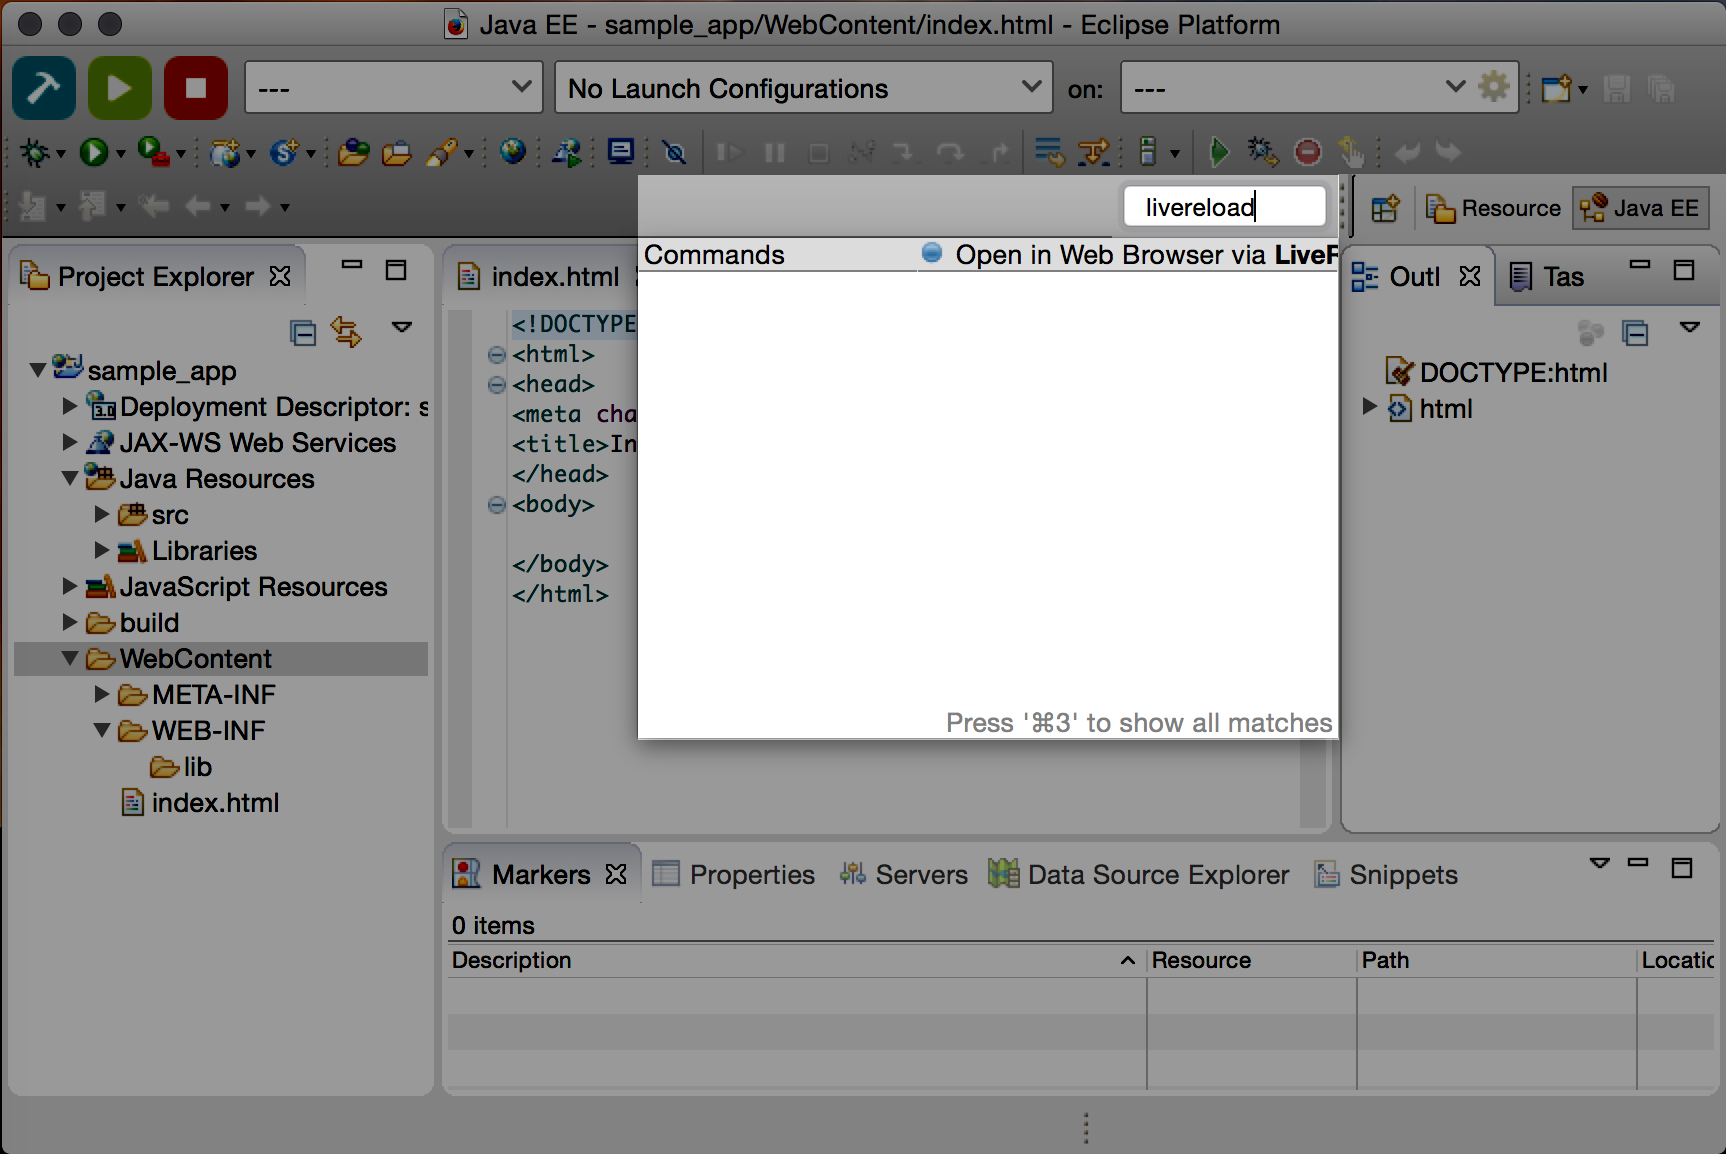 Java EE - sample_app/WebContent/index.html - Eclipse Platform
---
No Launch Configurations
on:
---
livereload
Resource
Java EE
Commands
Open in Web Browser via LiveR
Press '⌘3' to show all matches
Project Explorer
sample_app
3.0
Deployment Descriptor: s
JAX-WS Web Services
Java Resources
src
Libraries
JavaScript Resources
build
WebContent
META-INF
WEB-INF
lib
index.html
index.html
<!DOCTYPE
<html>
<head>
<meta cha
<title>In
</head>
<body>
</body>
</html>
Outl
Tas
DOCTYPE:html
html
Markers
Properties
Servers
Data Source Explorer
Snippets
0 items
Description
Resource
Path
Locatio